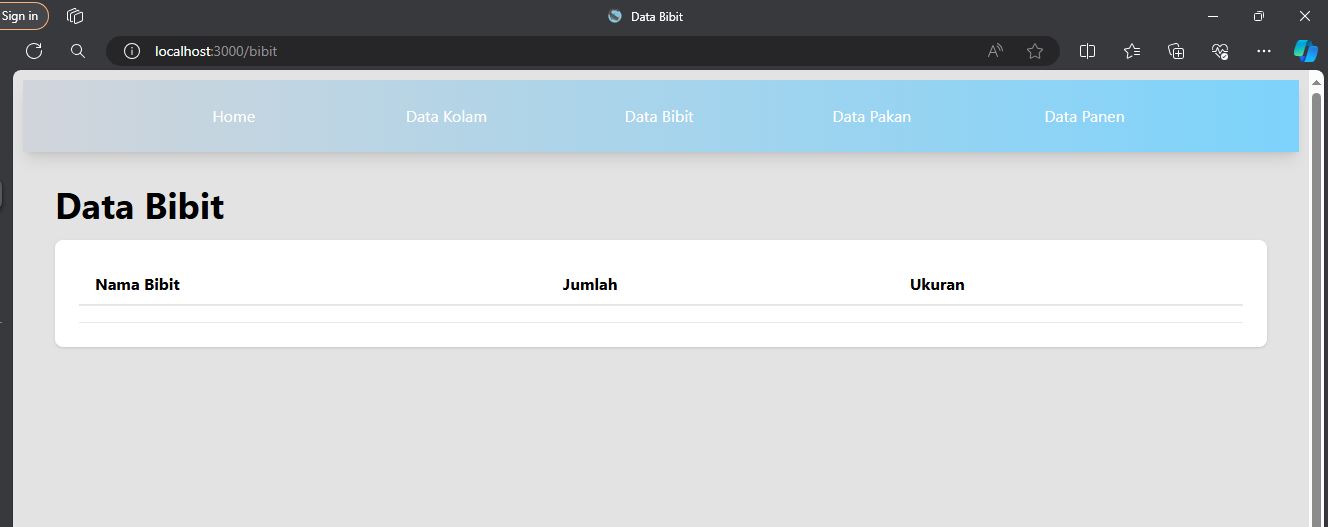 Sign in
Data Bibit
localhost:3000/bibit
Home Data Kolam Data Bibit Data Pakan Data Panen
Data Bibit
Nama Bibit Jumlah Ukuran